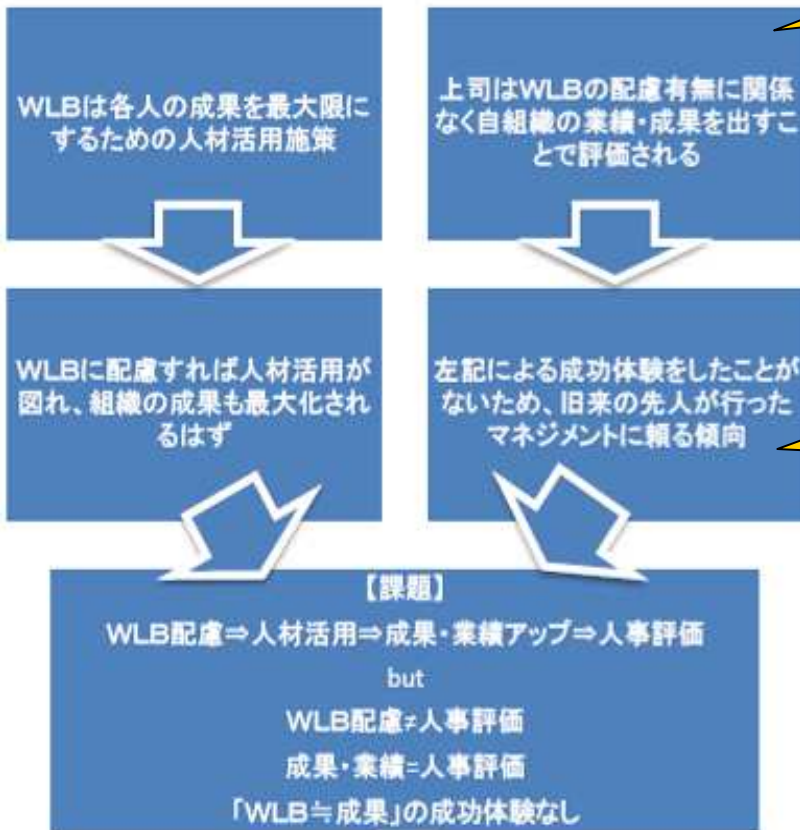 WLBは各人の成果を最大限に
するための人材活用施策
上司はWLBの配慮有無に関係
なく自組織の業績・成果を出すこ
とで評価される
WLBに配慮すれば人材活用が
図れ、組織の成果も最大化され
るはず
左記による成功体験をしたことが
ないため、旧来の先人が行った
マネジメントに頼る傾向
【課題】
WLB配慮⇒人材活用⇒成果・業績アップ⇒人事評価
but
WLB配慮≠人事評価
成果・業績=人事評価
「WLB≒成果」の成功体験なし